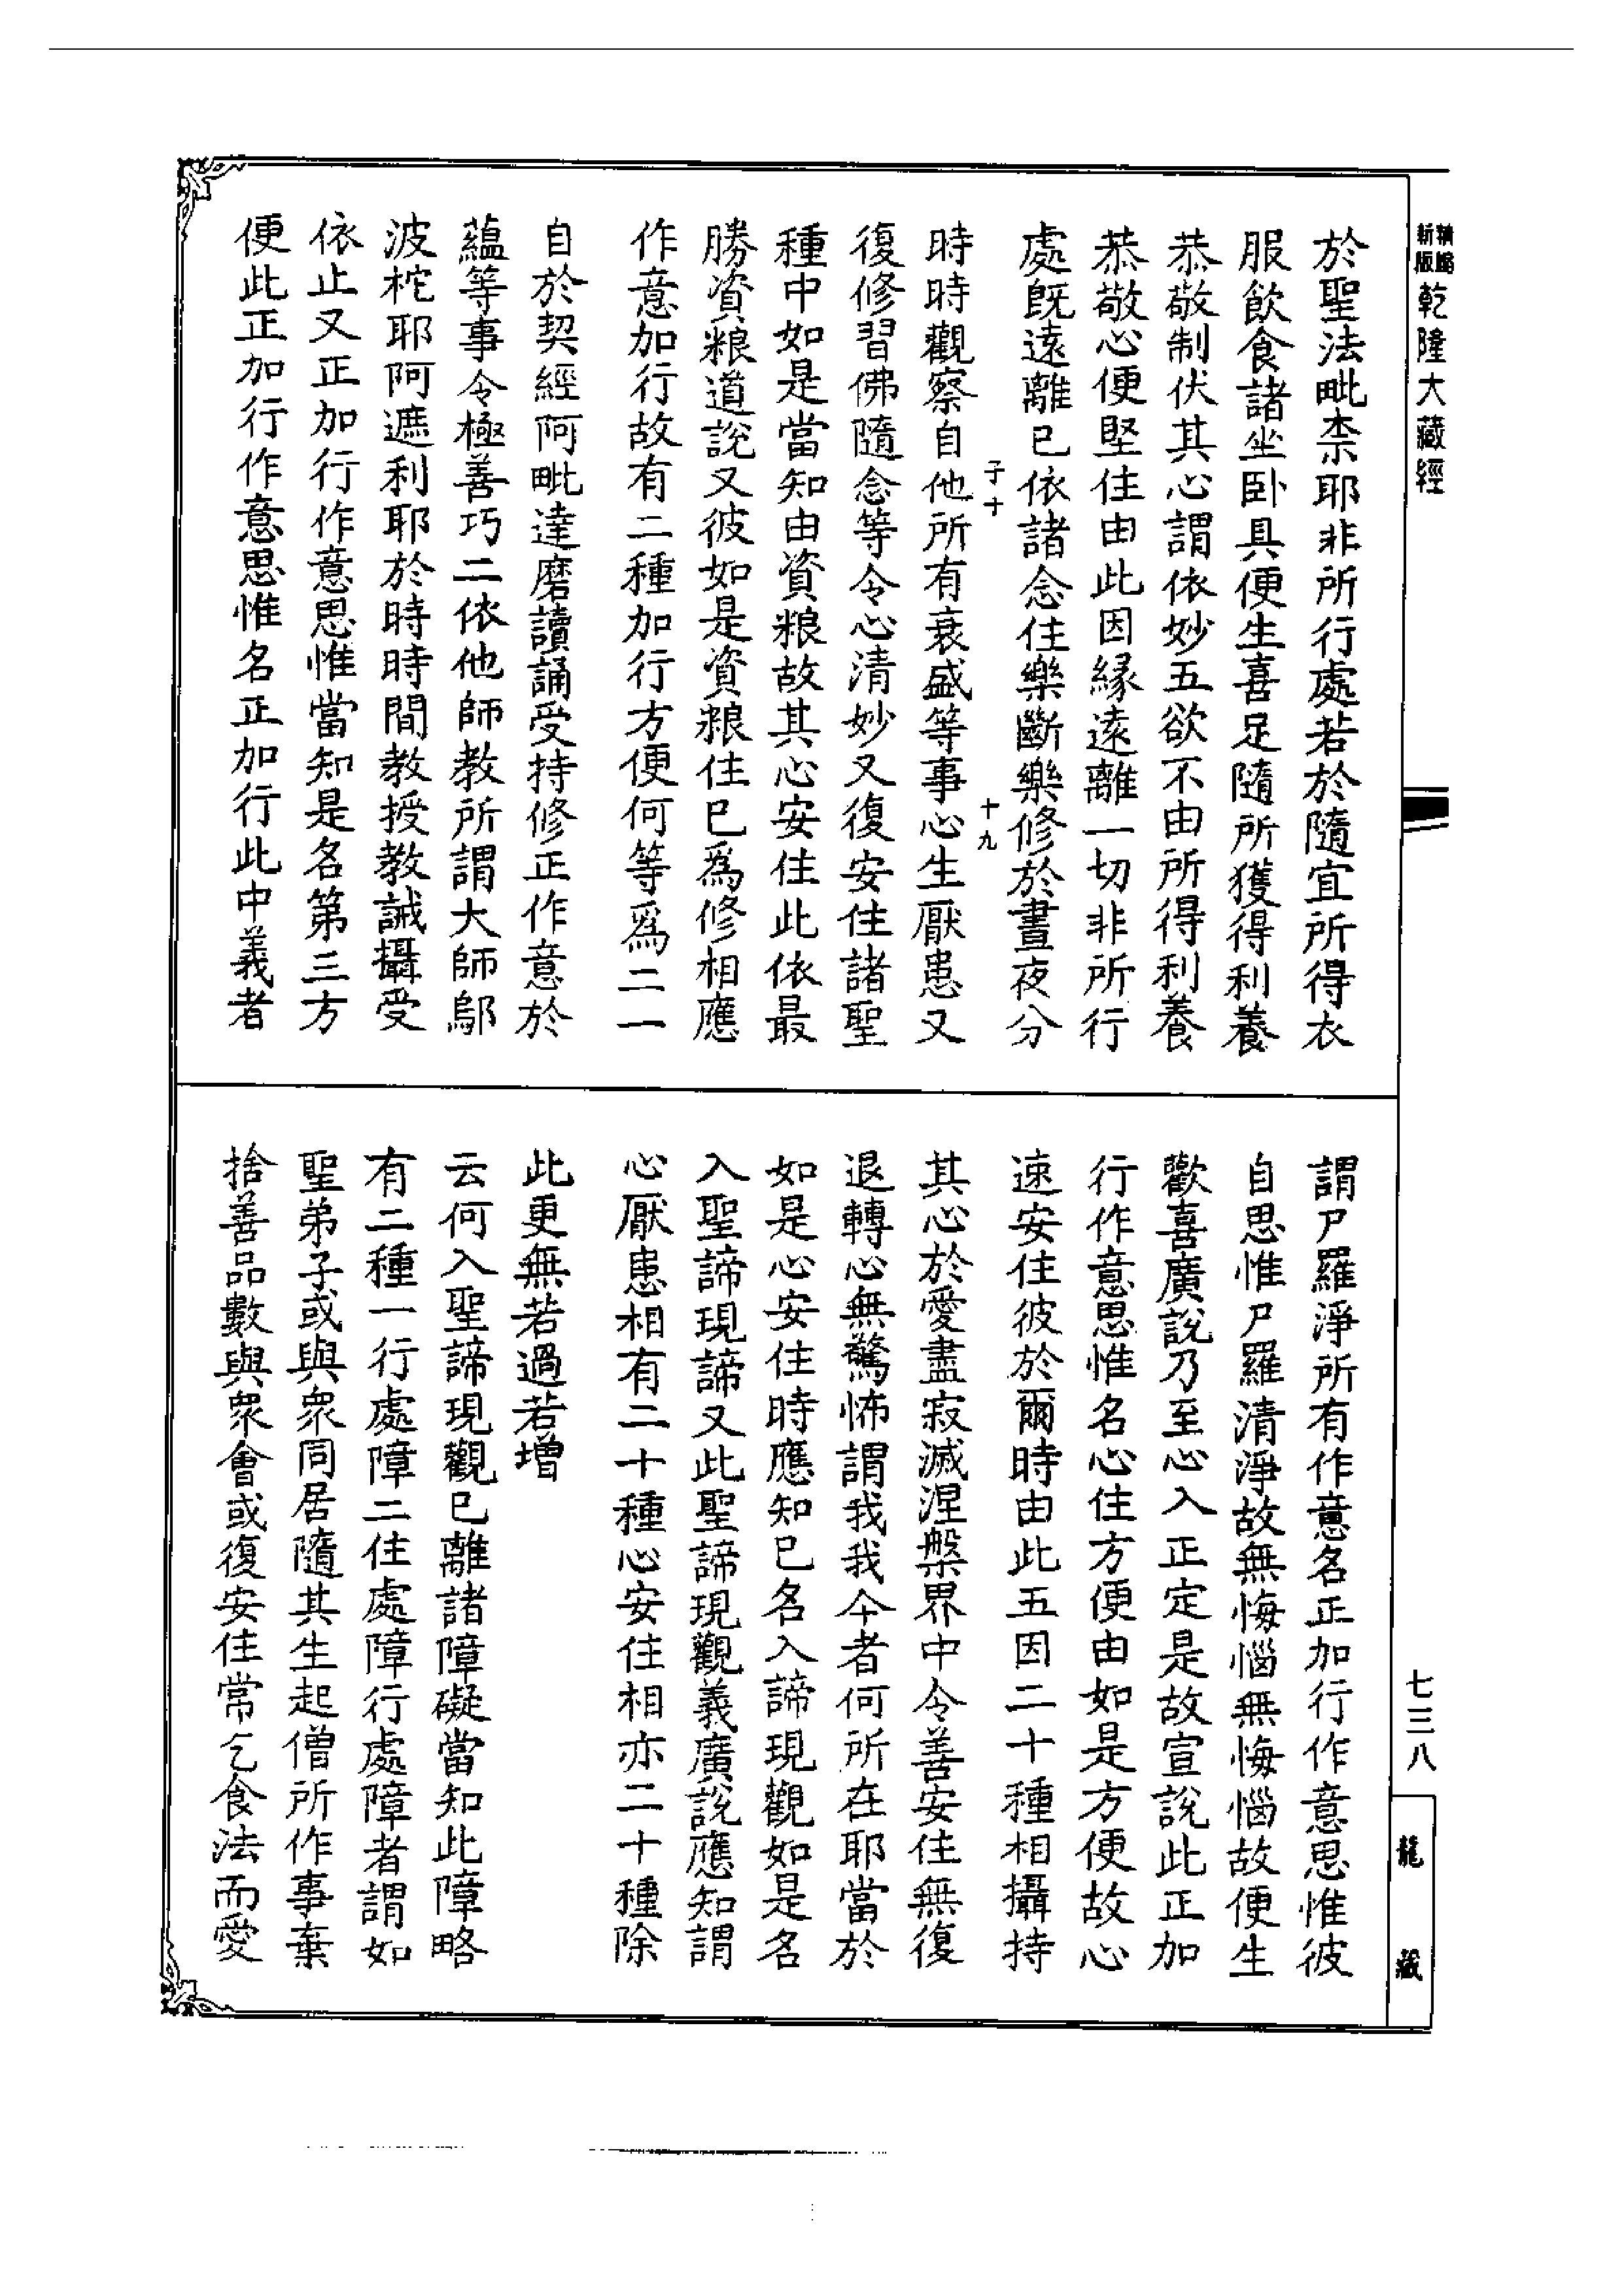 新版
精縮
乾隆大藏經
於聖法毗柰耶非所行處若於隨宜所得衣
服飲食諸坐卧具便生喜足隨所獲得利養
恭敬制伏其心謂依妙五欲不由所得利養
恭敬心便堅住由此因緣遠離一切非所行
處旣遠離已依諸念住樂斷樂修於晝夜分
子十
十九
時時觀察自他所有衰盛等事心生厭患又
復修習佛隨念等令心清妙又復安住諸聖
種中如是當知由資粮故其心安住此依最
勝資粮道說又彼如是資粮住已爲修相應
作意加行故有二種加行方便何等爲二一
自於契經阿毗達磨讀誦受持修正作意於
蘊等事令極善巧二依他師教所謂大師鄔
波柁耶阿遮利耶於時時間教授教誡攝受
依止又正加行作意思惟當知是名第三方
便此正加行作意思惟名正加行此中義者
謂尸羅淨所有作意名正加行作意思惟彼
自思惟尸羅清淨故無悔惱無悔惱故便生
歡喜廣說乃至心入正定是故宣說此正加
行作意思惟名心住方便由如是方便故心
速安住彼於爾時由此五因二十種相攝持
其心於愛盡寂滅涅槃界中令善安住無復
退轉心無驚怖謂我我今者何所在耶當於
如是心安住時應知已名入諦現觀如是名
入聖諦現諦又此聖諦現觀義廣說應知謂
心厭患相有二十種心安住相亦二十種除
此更無若過若增
云何入聖諦現觀已離諸障礙當知此障略
有二種一行處障二住處障行處障者謂如
聖弟子或與衆同居隨其生起僧所作事棄
捨善品數與衆會或復安住常乞食法而愛
七三八
龍藏